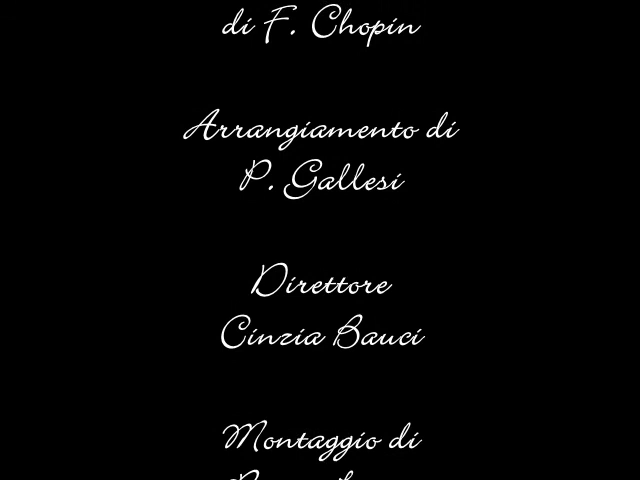 di F. Chopin
Arrangiamento di
P. Gallesi
Direttore
Cinzia Bauci
Montaggio di